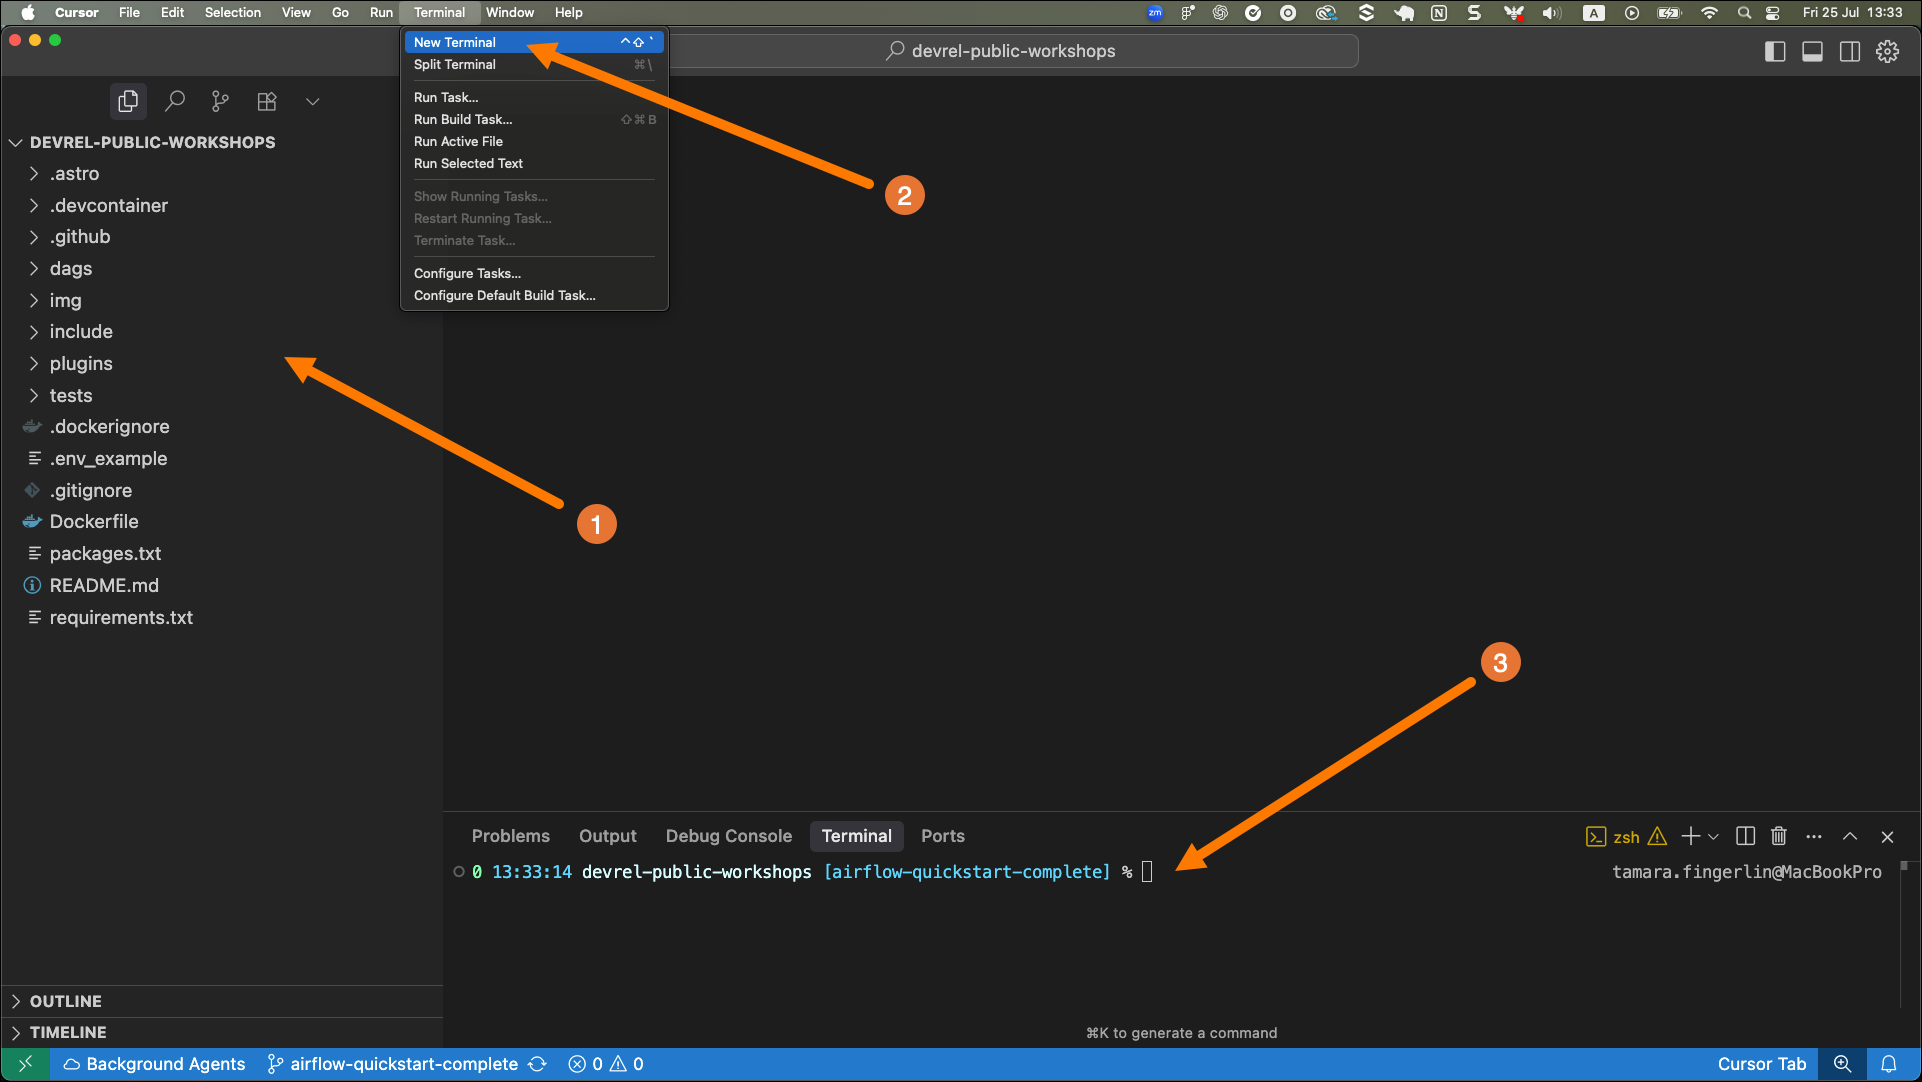 Cursor File Edit Selection View Go Run Terminal Window Help zm N S A Fri 25 Jul 13:33
devrel-public-workshops
New Terminal ^⇧`
Split Terminal ⌘\
Run Task...
Run Build Task... ⇧⌘B
Run Active File
Run Selected Text
Show Running Tasks...
Restart Running Task...
Terminate Task...
Configure Tasks...
Configure Default Build Task...
DEVREL-PUBLIC-WORKSHOPS
.astro
.devcontainer
.github
dags
img
include
plugins
tests
.dockerignore
.env_example
.gitignore
Dockerfile
packages.txt
README.md
requirements.txt
2
1
3
Problems Output Debug Console Terminal Ports zsh
0 13:33:14 devrel-public-workshops [airflow-quickstart-complete] % tamara.fingerlin@MacBookPro
⌘K to generate a command
OUTLINE
TIMELINE
Background Agents airflow-quickstart-complete 0 0 Cursor Tab